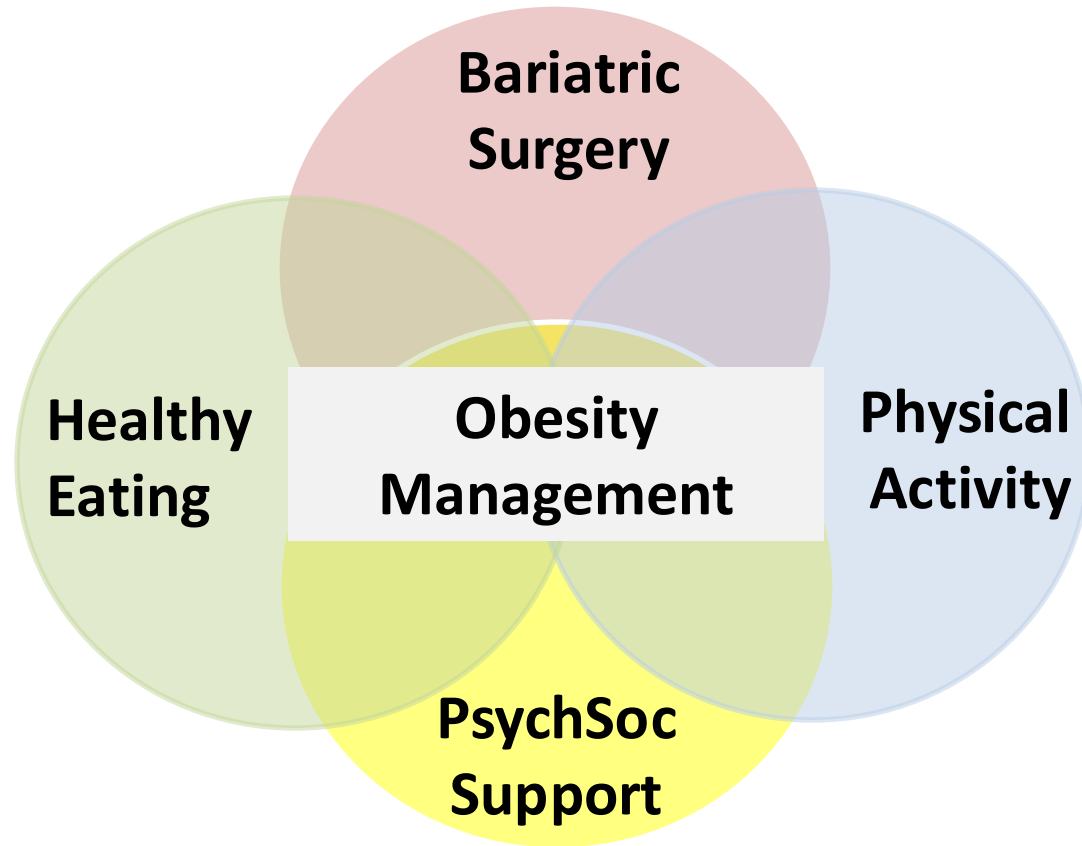 Bariatric
Surgery
Healthy
Eating
Obesity
Management
Physical
Activity
PsychSoc
Support